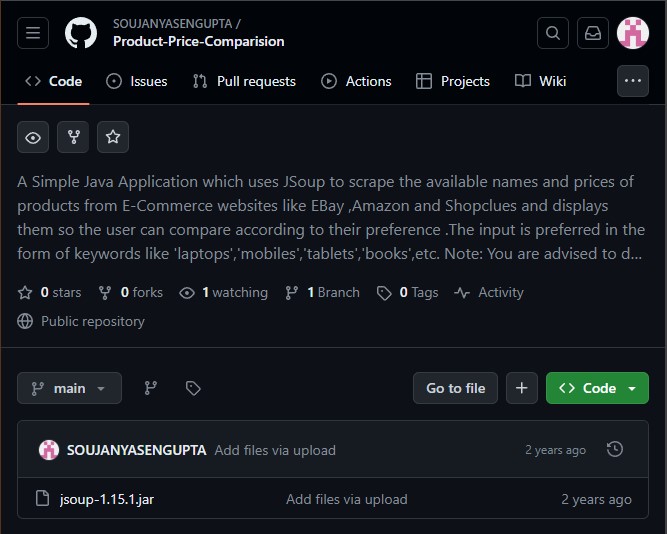 SOUJANYASENGUPTA /
Product-Price-Comparision
Code Issues Pull requests Actions Projects Wiki
A Simple Java Application which uses JSoup to scrape the available names and prices of
products from E-Commerce websites like EBay ,Amazon and Shopclues and displays
them so the user can compare according to their preference .The input is preferred in the
form of keywords like 'laptops','mobiles','tablets','books',etc. Note: You are advised to d...
0 stars 0 forks 1 watching 1 Branch 0 Tags Activity
Public repository
main Go to file Code
SOUJANYASENGUPTA Add files via upload 2 years ago
jsoup-1.15.1.jar Add files via upload 2 years ago